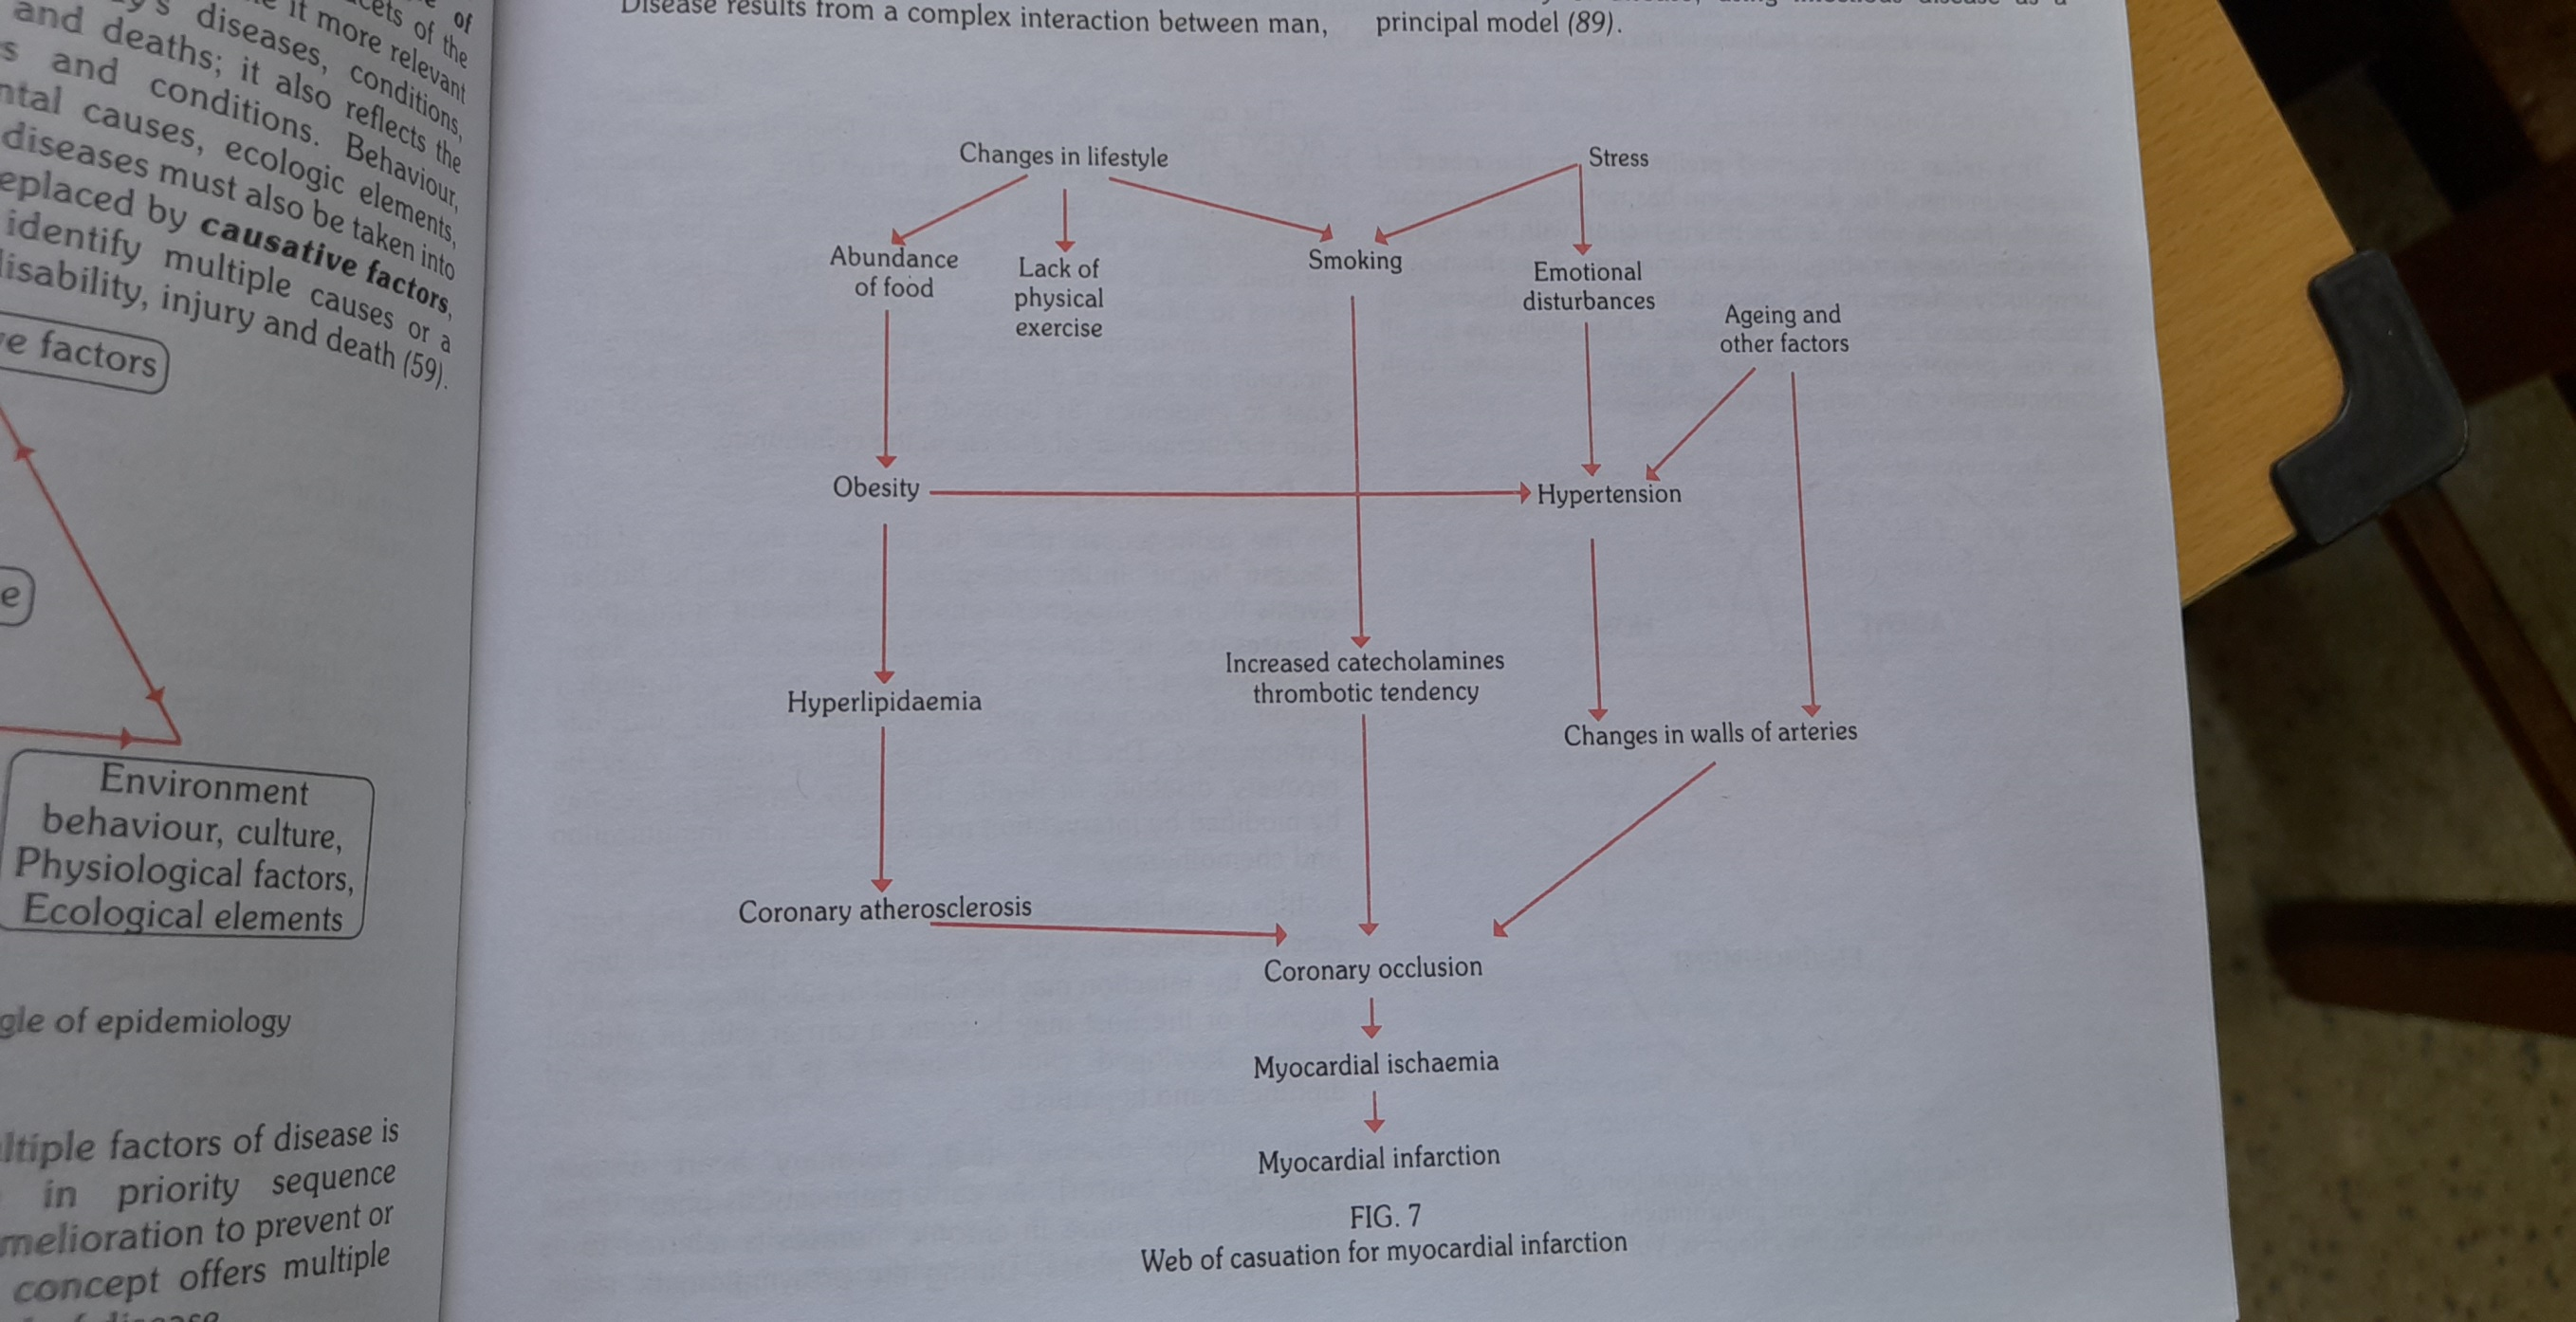 of
it more relevant
cets of the
diseases, conditions,
and deaths; it also reflects the
s and conditions. Behaviour,
ntal causes, ecologic elements,
diseases must also be taken into
eplaced by causative factors,
identify multiple causes or a
lisability, injury and death (59).
e factors
e
Environment
behaviour, culture,
Physiological factors,
Ecological elements
gle of epidemiology
ltiple factors of disease is
in priority sequence
melioration to prevent or
concept offers multiple
Disease results from a complex interaction between man,
principal model (89).
Changes in lifestyle
Stress
Abundance
of food
Lack of
physical
exercise
Smoking
Emotional
disturbances
Ageing and
other factors
Obesity
Hypertension
Hyperlipidaemia
Increased catecholamines
thrombotic tendency
Changes in walls of arteries
Coronary atherosclerosis
Coronary occlusion
Myocardial ischaemia
Myocardial infarction
FIG. 7
Web of casuation for myocardial infarction